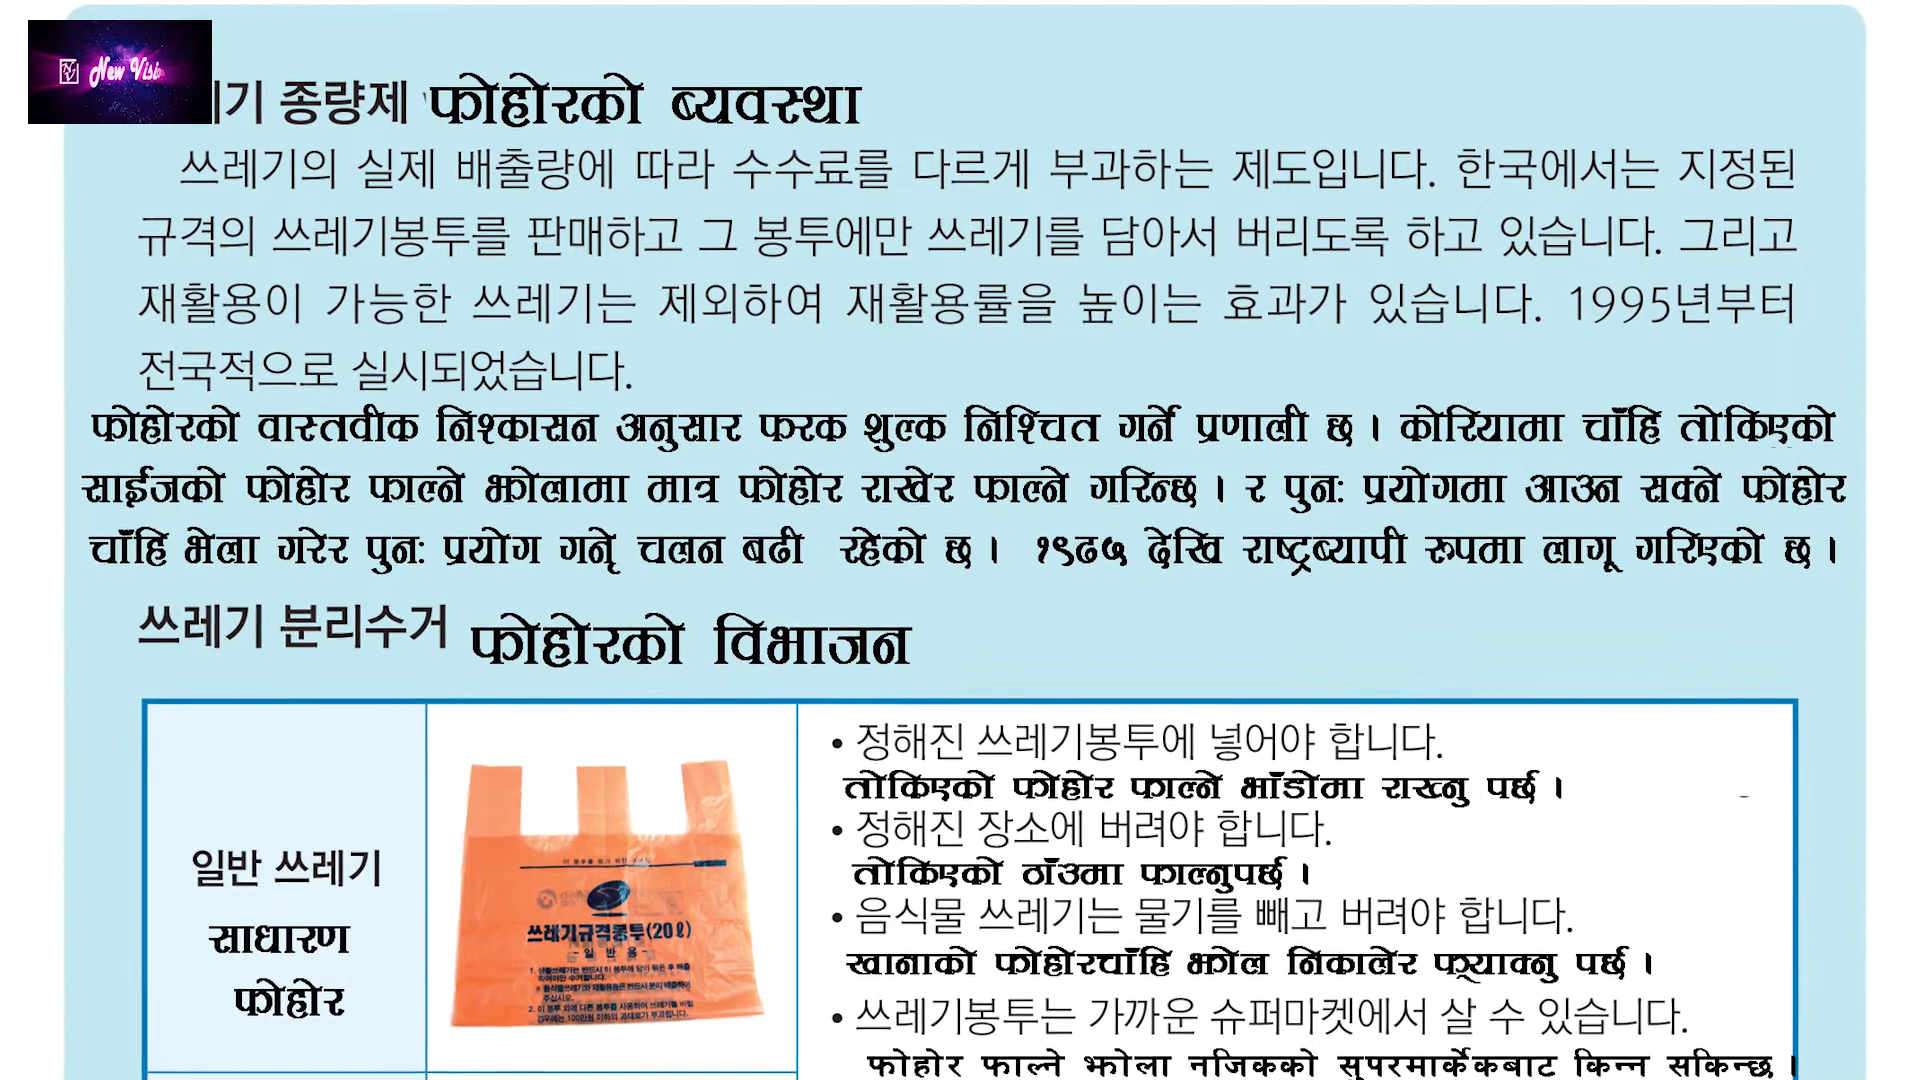 New Visi
기 종량제 फोहोरको ब्यवस्था
쓰레기의 실제 배출량에 따라 수수료를 다르게 부과하는 제도입니다. 한국에서는 지정된
규격의 쓰레기봉투를 판매하고 그 봉투에만 쓰레기를 담아서 버리도록 하고 있습니다. 그리고
재활용이 가능한 쓰레기는 제외하여 재활용률을 높이는 효과가 있습니다. 1995년부터
전국적으로 실시되었습니다.
फोहोरको वास्तवीक निश्कासन अनुसार फरक शुल्क निश्चित गर्ने प्रणाली छ । कोरियामा चाँहि तोकिएको
साईजको फोहोर फाल्ने झोलामा मात्र फोहोर राखेर फाल्ने गरिन्छ । र पुनः प्रयोगमा आउन सक्ने फोहोर
चाँहि भेला गरेर पुनः प्रयोग गर्ने चलन बढी रहेको छ । १९९५ देखि राष्ट्रब्यापी रुपमा लागू गरिएको छ ।
쓰레기 분리수거 फोहोरको विभाजन
• 정해진 쓰레기봉투에 넣어야 합니다.
तोकिएको फोहोर फाल्ने भाँडोमा राख्नु पर्छ ।
• 정해진 장소에 버려야 합니다.
तोकिएको ठाँउमा फाल्नुपर्छ ।
• 음식물 쓰레기는 물기를 빼고 버려야 합니다.
खानाको फोहोरचाँहि झोल निकालेर फ्याक्नु पर्छ ।
• 쓰레기봉투는 가까운 슈퍼마켓에서 살 수 있습니다.
फोहोर फाल्ने झोला नजिकको सुपरमार्केकबाट किन्न सकिन्छ ।
일반 쓰레기
साधारण
फोहोर
쓰레기규격봉투(20ℓ)
-일반용-